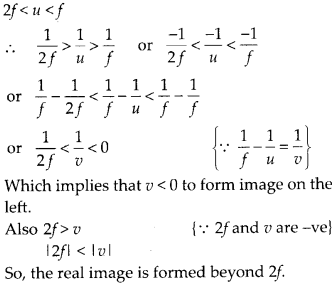 2f < u < f
∴ 1/2f > 1/u > 1/f or -1/2f < -1/u < -1/f
or 1/f - 1/2f < 1/f - 1/u < 1/f - 1/f
or 1/2f < 1/v < 0 {∵ 1/f - 1/u = 1/v}
Which implies that v < 0 to form image on the
left.
Also 2f > v {∵ 2f and v are –ve}
|2f| < |v|
So, the real image is formed beyond 2f.